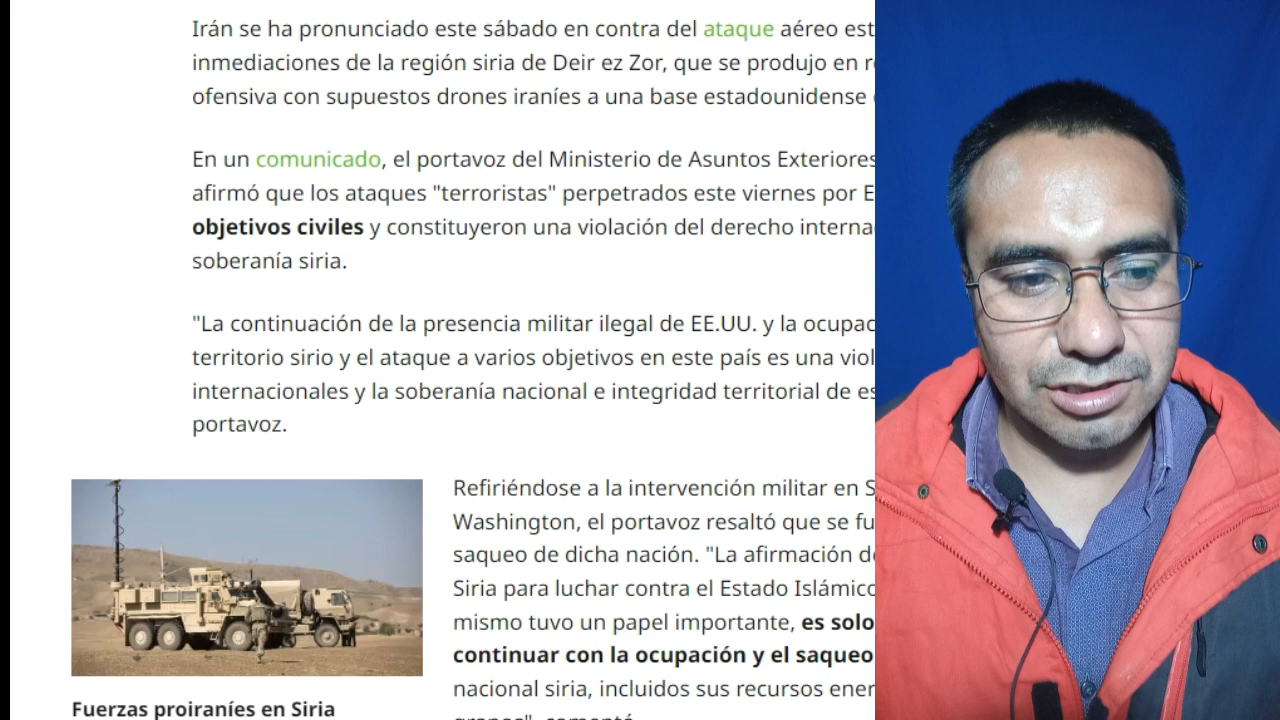 Irán se ha pronunciado este sábado en contra del ataque aéreo est
inmediaciones de la región siria de Deir ez Zor, que se produjo en r
ofensiva con supuestos drones iraníes a una base estadounidense
En un comunicado, el portavoz del Ministerio de Asuntos Exteriores
afirmó que los ataques "terroristas" perpetrados este viernes por E
objetivos civiles y constituyeron una violación del derecho interna
soberanía siria.
"La continuación de la presencia militar ilegal de EE.UU. y la ocupac
territorio sirio y el ataque a varios objetivos en este país es una viol
internacionales y la soberanía nacional e integridad territorial de es
portavoz.
Refiriéndose a la intervención militar en S
Washington, el portavoz resaltó que se fu
saqueo de dicha nación. "La afirmación de
Siria para luchar contra el Estado Islámico
mismo tuvo un papel importante, es solo
continuar con la ocupación y el saqueo
nacional siria, incluidos sus recursos ener
Fuerzas proiraníes en Siria